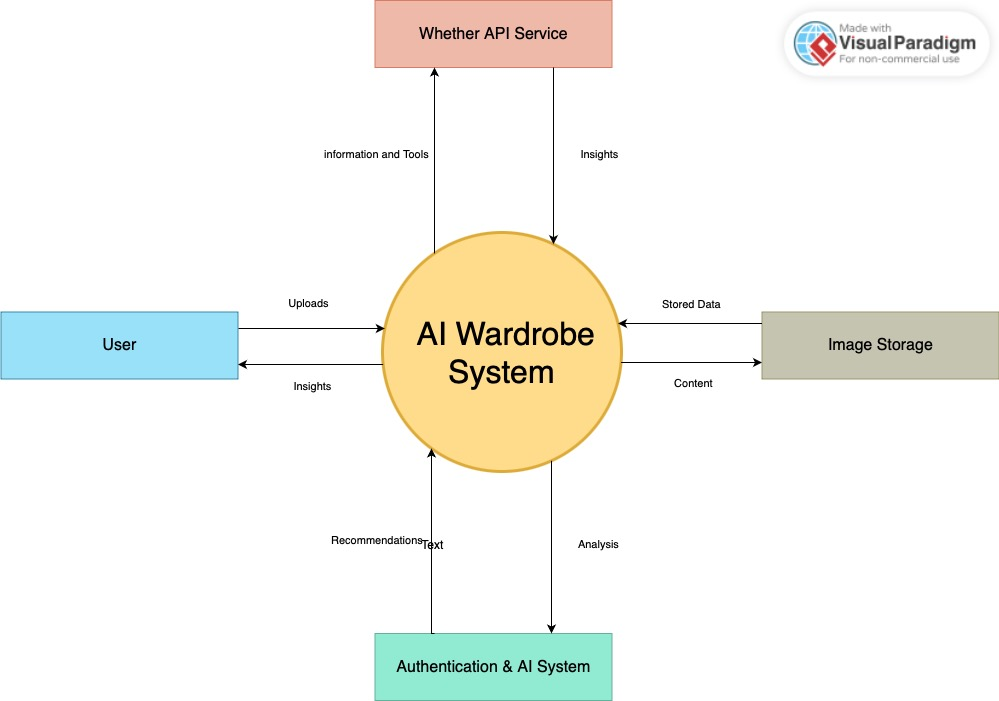 Whether API Service
Made with
Visual Paradigm
For non-commercial use
information and Tools
Insights
Uploads
Stored Data
User
AI Wardrobe
System
Image Storage
Insights
Content
Recommendations
Text
Analysis
Authentication & AI System